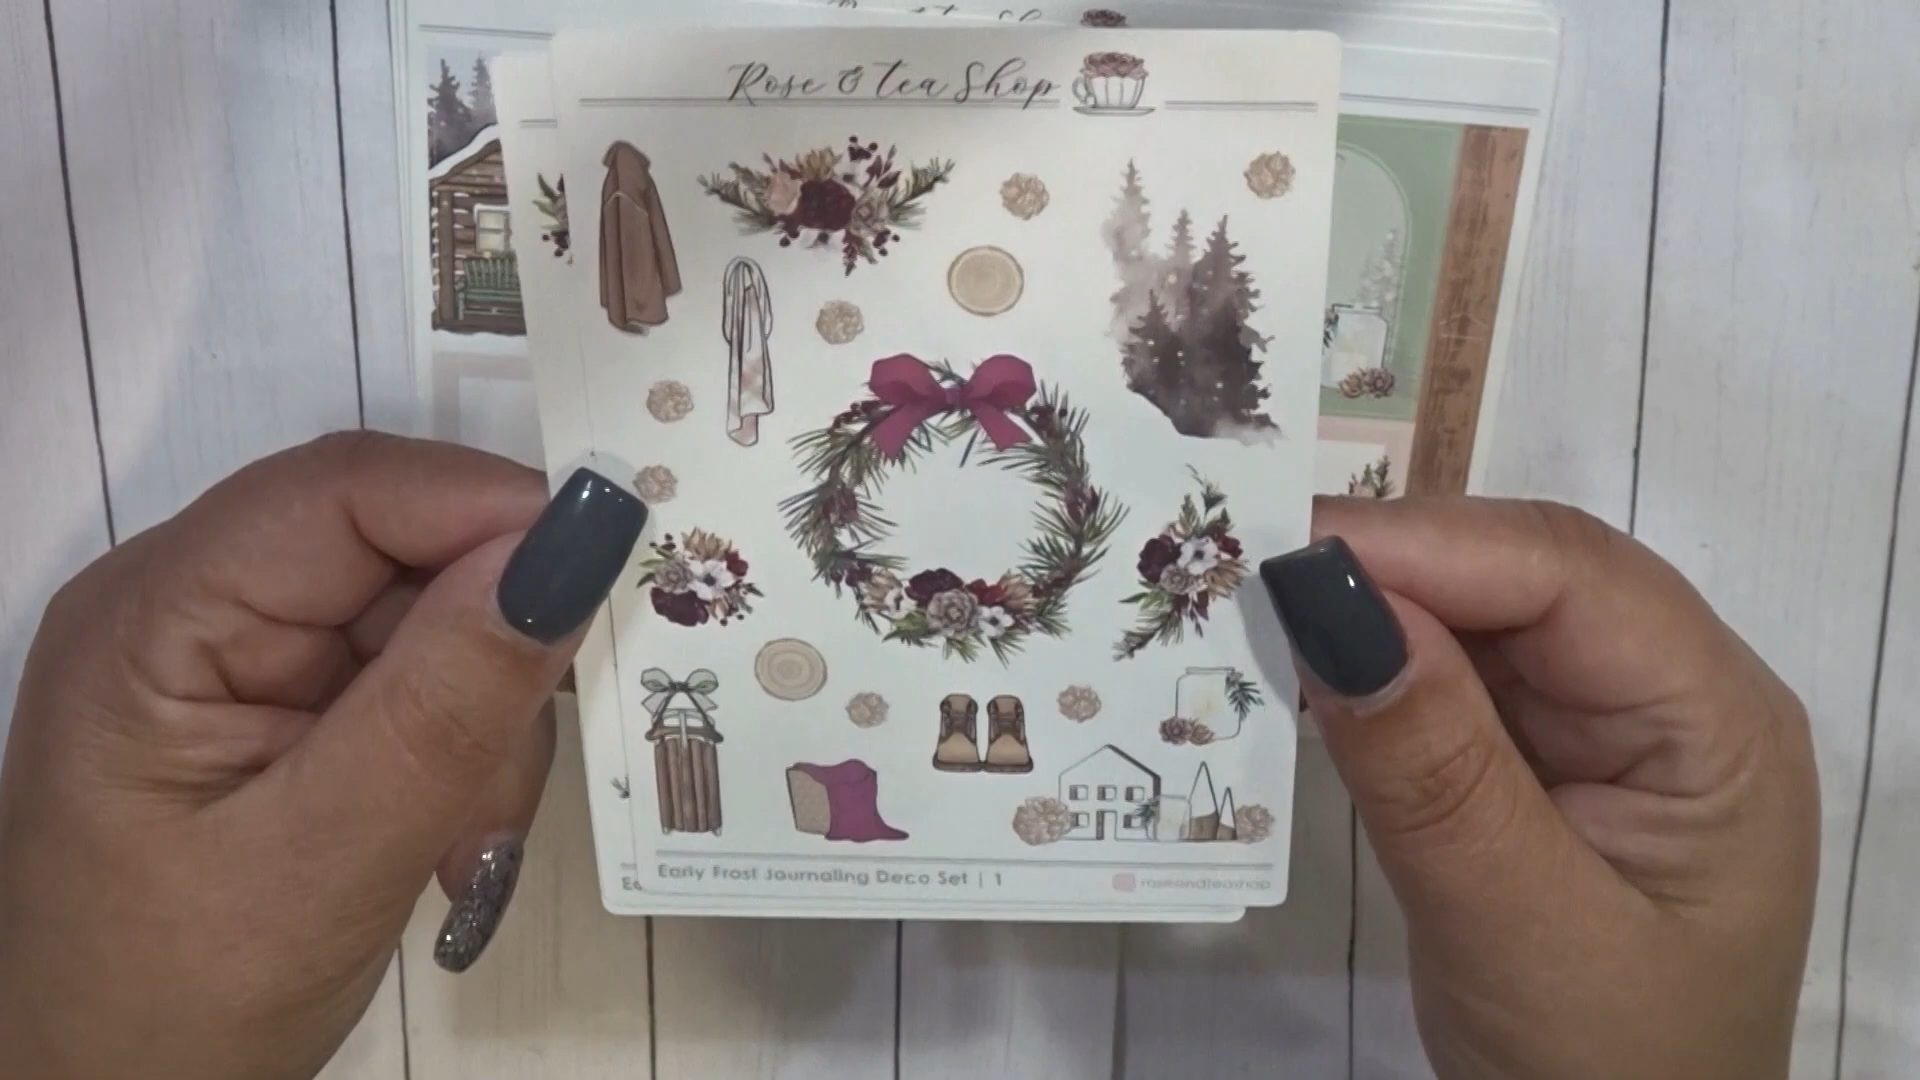 Rose & Tea Shop
Early Frost Journaling Deco Set | 1
roseandteashop